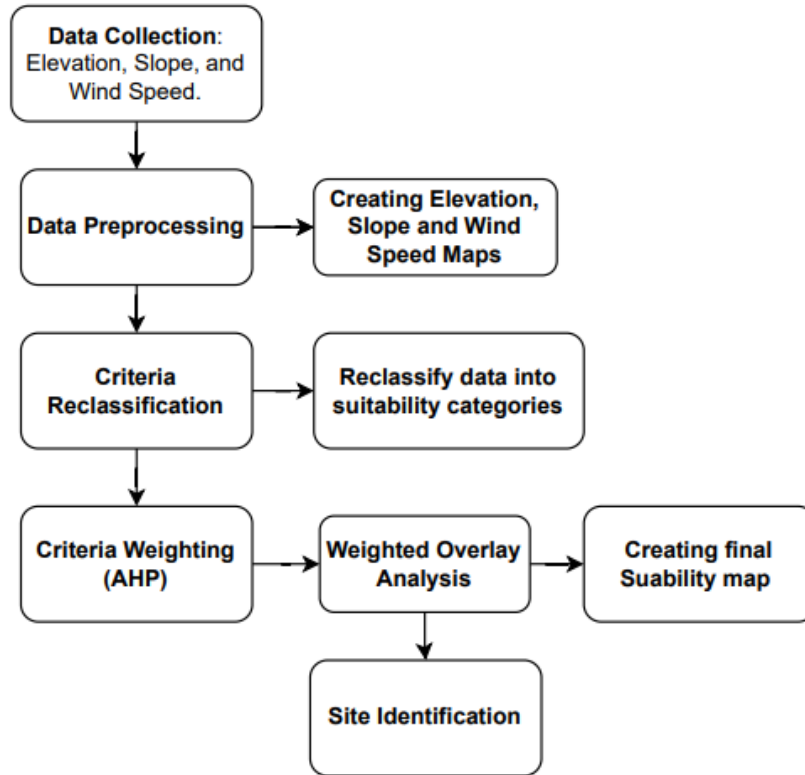 Data Collection:
Elevation, Slope, and
Wind Speed.
Data Preprocessing
Creating Elevation,
Slope and Wind
Speed Maps
Criteria
Reclassification
Reclassify data into
suitability categories
Criteria Weighting
(AHP)
Weighted Overlay
Analysis
Creating final
Suability map
Site Identification